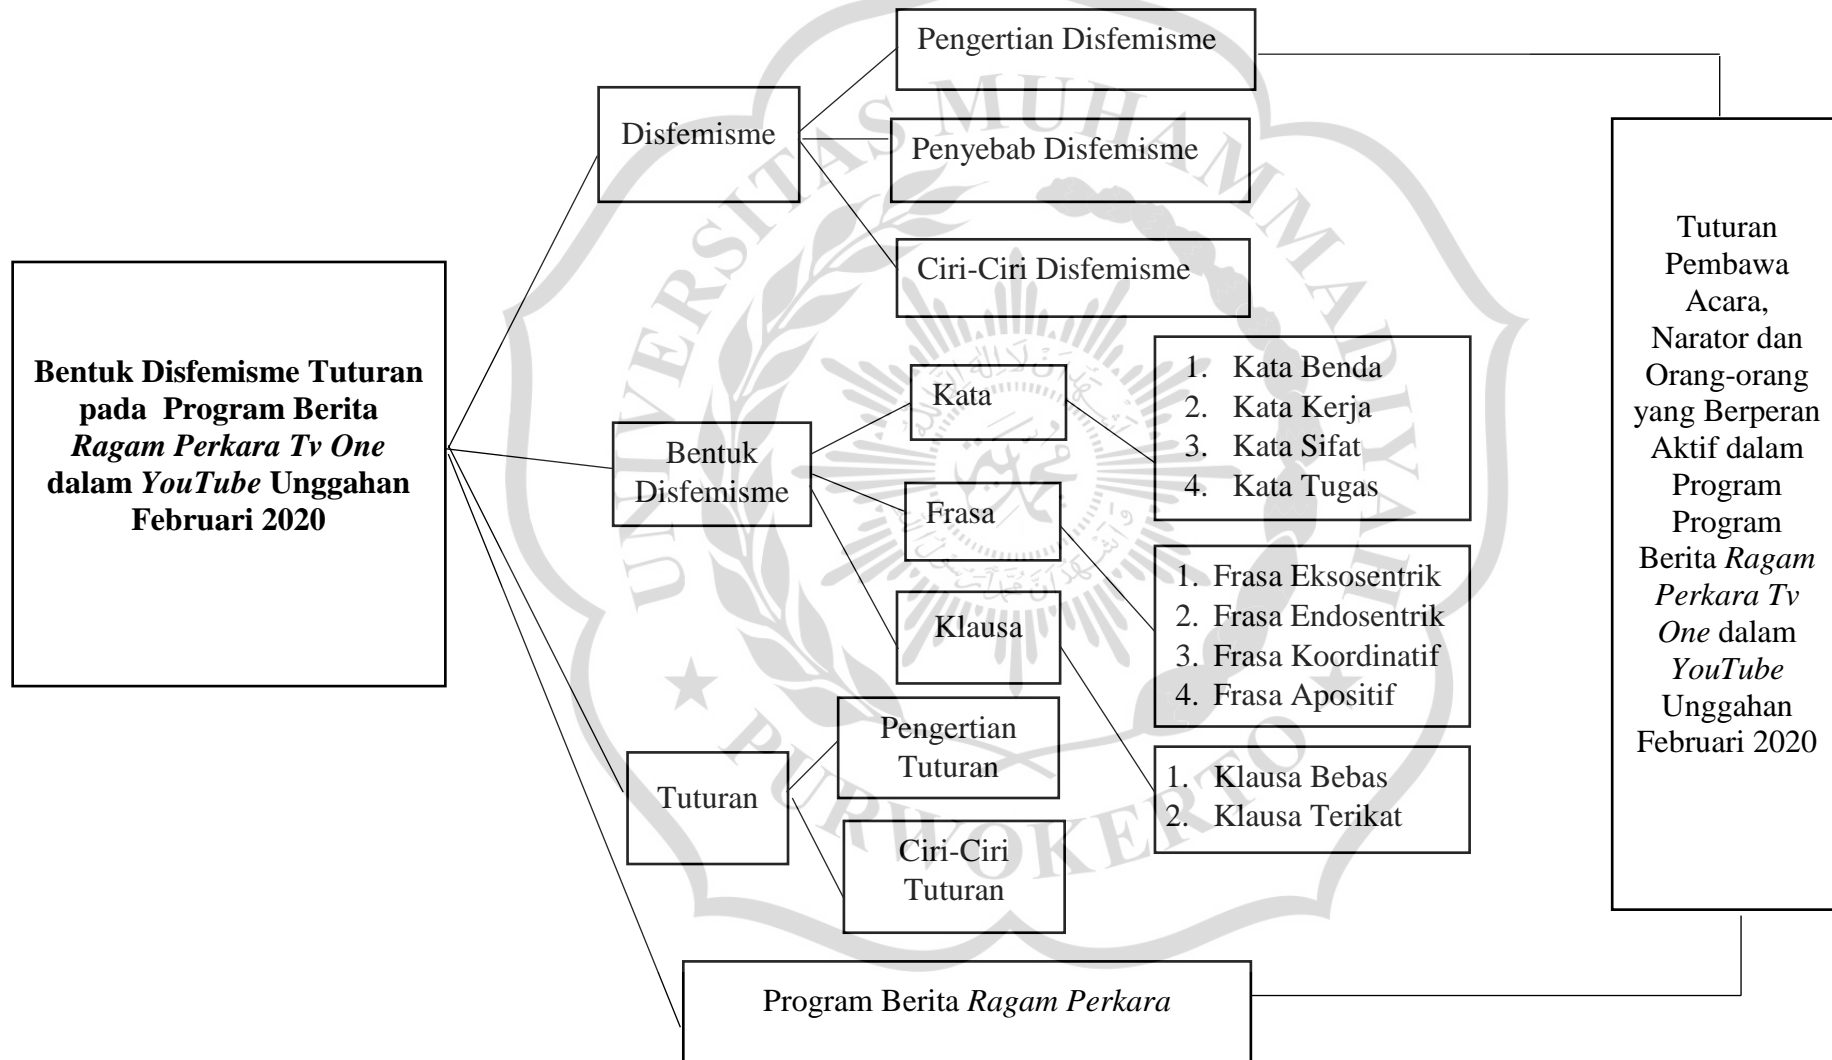 Bentuk Disfemisme Tuturan
pada Program Berita
Ragam Perkara Tv One
dalam YouTube Unggahan
Februari 2020
Disfemisme
Pengertian Disfemisme
Penyebab Disfemisme
Ciri-Ciri Disfemisme
Bentuk
Disfemisme
Kata
1. Kata Benda
2. Kata Kerja
3. Kata Sifat
4. Kata Tugas
Frasa
1. Frasa Eksosentrik
2. Frasa Endosentrik
3. Frasa Koordinatif
4. Frasa Apositif
Klausa
1. Klausa Bebas
2. Klausa Terikat
Tuturan
Pengertian
Tuturan
Ciri-Ciri
Tuturan
Program Berita Ragam Perkara
Tuturan
Pembawa
Acara,
Narator dan
Orang-orang
yang Berperan
Aktif dalam
Program
Program
Berita Ragam
Perkara Tv
One dalam
YouTube
Unggahan
Februari 2020
UNIVERSITAS MUHAMMADIYAH
PURWOKERTO